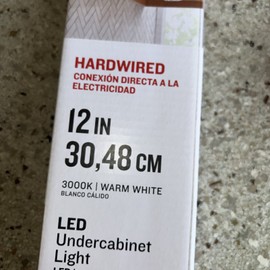 HARDWIRED
CONEXIÓN DIRECTA A LA
ELECTRICIDAD
12 IN
30,48 CM
3000K | WARM WHITE
BLANCO CÁLIDO
LED
Undercabinet
Light